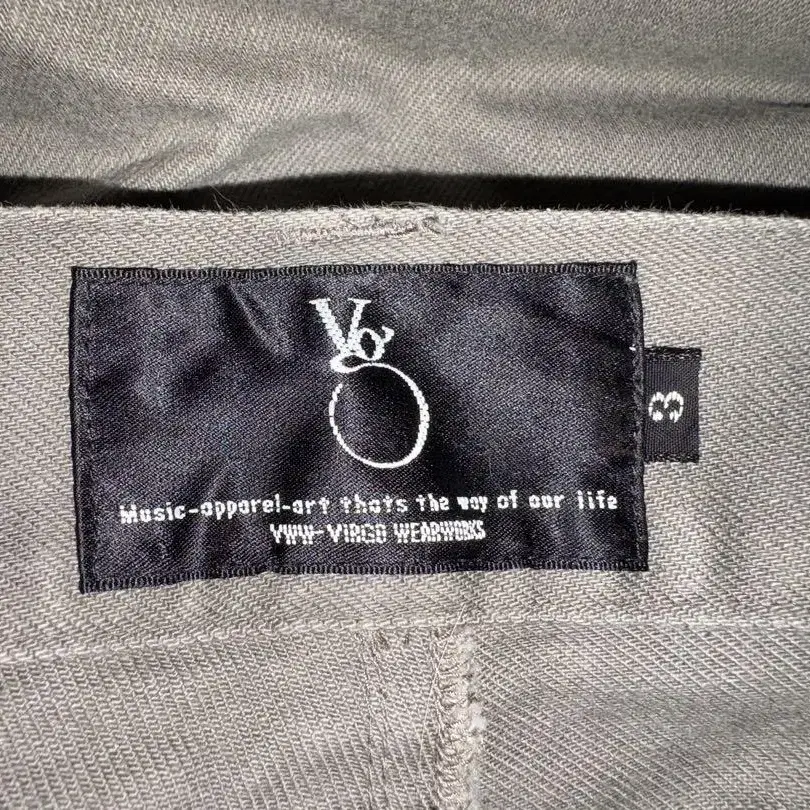 Vg
Music-apparel-art thats the way of our life
VWW-VIRGO WEARWORKS
3